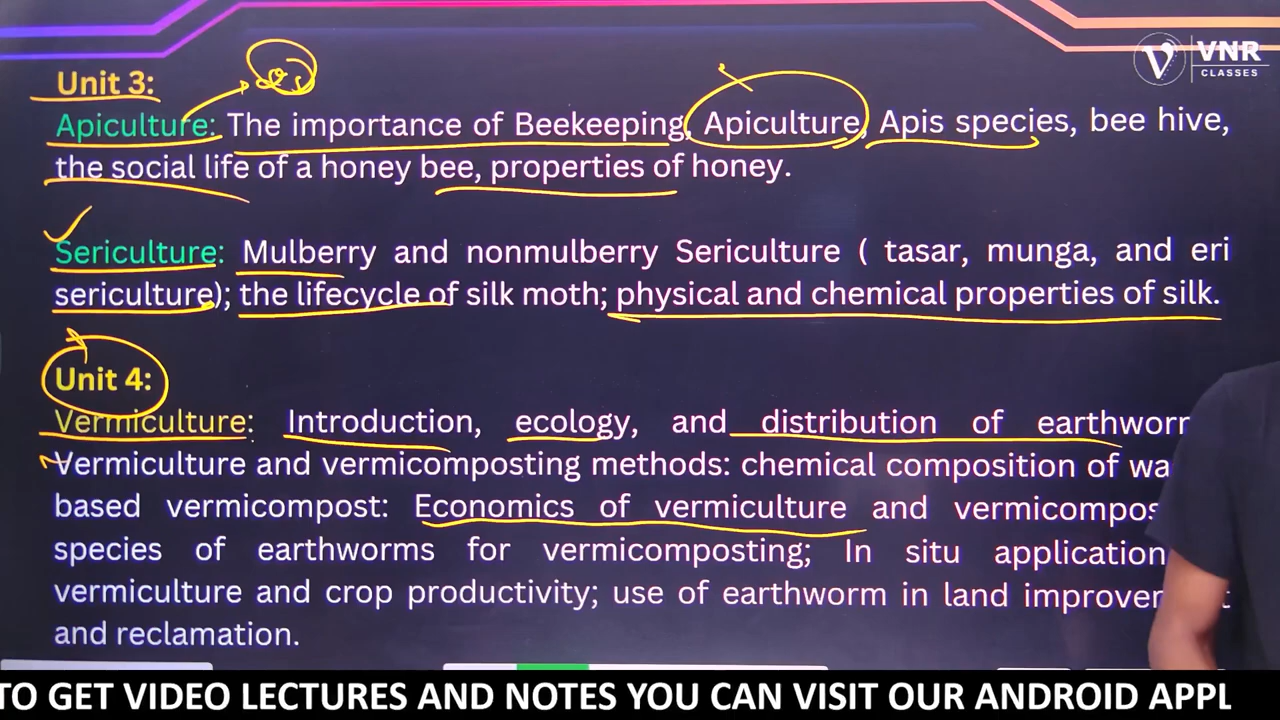 VNR
CLASSES
Unit 3:
Apiculture: The importance of Beekeeping, Apiculture, Apis species, bee hive,
the social life of a honey bee, properties of honey.
Sericulture: Mulberry and nonmulberry Sericulture ( tasar, munga, and eri
sericulture); the lifecycle of silk moth; physical and chemical properties of silk.
Unit 4:
Vermiculture: Introduction, ecology, and distribution of
Vermiculture and vermicomposting methods: chemical composition of
based vermicompost: Economics of vermiculture and
species of earthworms for vermicomposting; In situ application
vermiculture and crop productivity; use of earthworm in land
and reclamation.
TO GET VIDEO LECTURES AND NOTES YOU CAN VISIT OUR ANDROID APPL